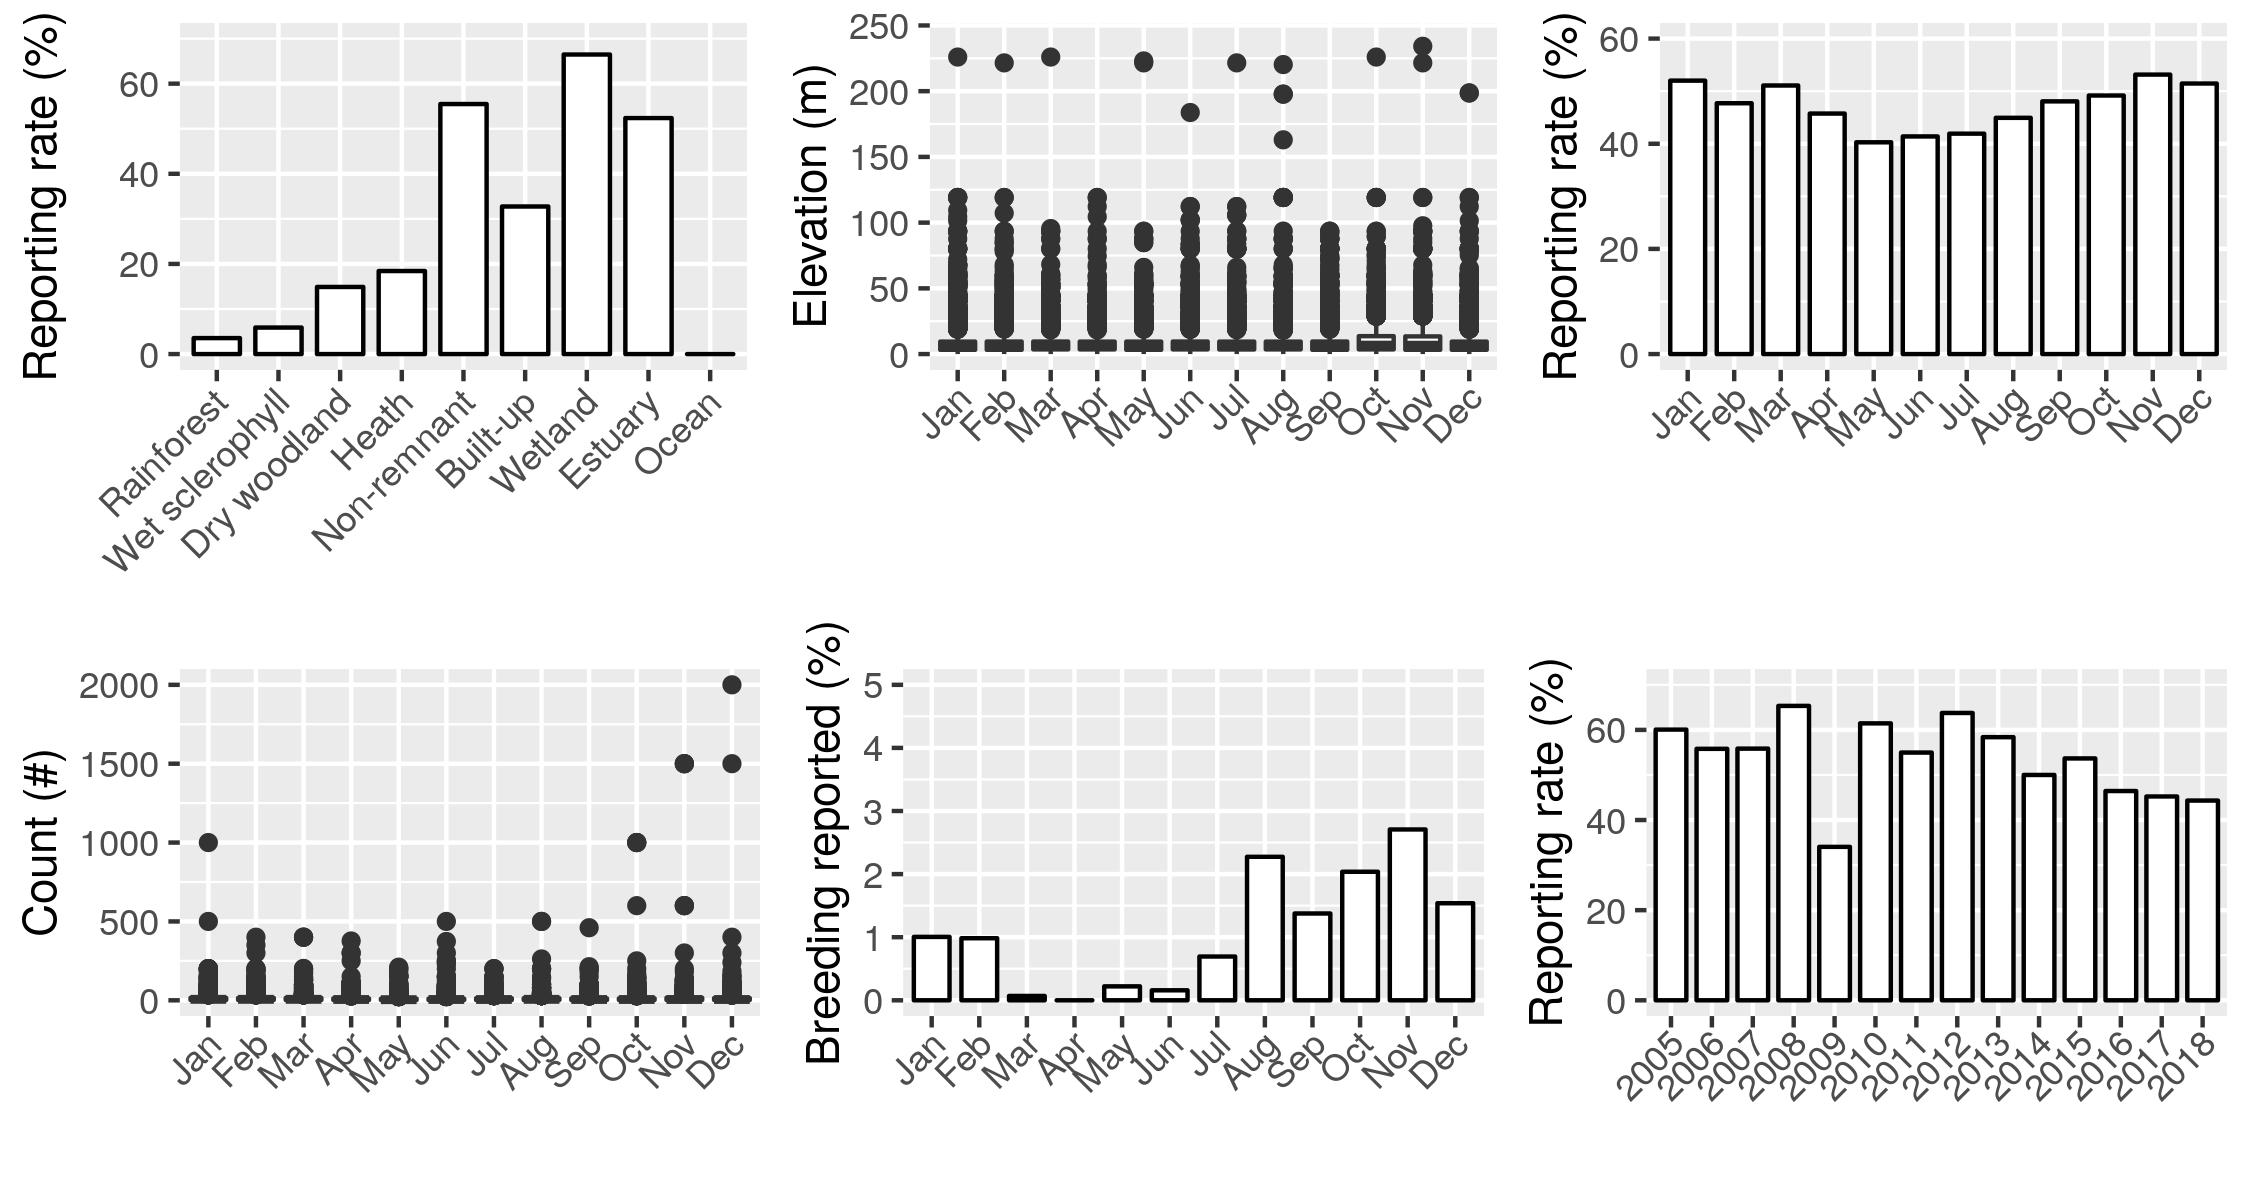 Reporting rate (%)
60
40
20
0
Rainforest
Wet sclerophyll
Dry woodland
Heath
Non-remnant
Built-up
Wetland
Estuary
Ocean
Elevation (m)
250
200
150
100
50
0
Jan
Feb
Mar
Apr
May
Jun
Jul
Aug
Sep
Oct
Nov
Dec
Reporting rate (%)
60
40
20
0
Jan
Feb
Mar
Apr
May
Jun
Jul
Aug
Sep
Oct
Nov
Dec
Count (#)
2000
1500
1000
500
0
Jan
Feb
Mar
Apr
May
Jun
Jul
Aug
Sep
Oct
Nov
Dec
Breeding reported (%)
5
4
3
2
1
0
Jan
Feb
Mar
Apr
May
Jun
Jul
Aug
Sep
Oct
Nov
Dec
Reporting rate (%)
60
40
20
0
2005
2006
2007
2008
2009
2010
2011
2012
2013
2014
2015
2016
2017
2018